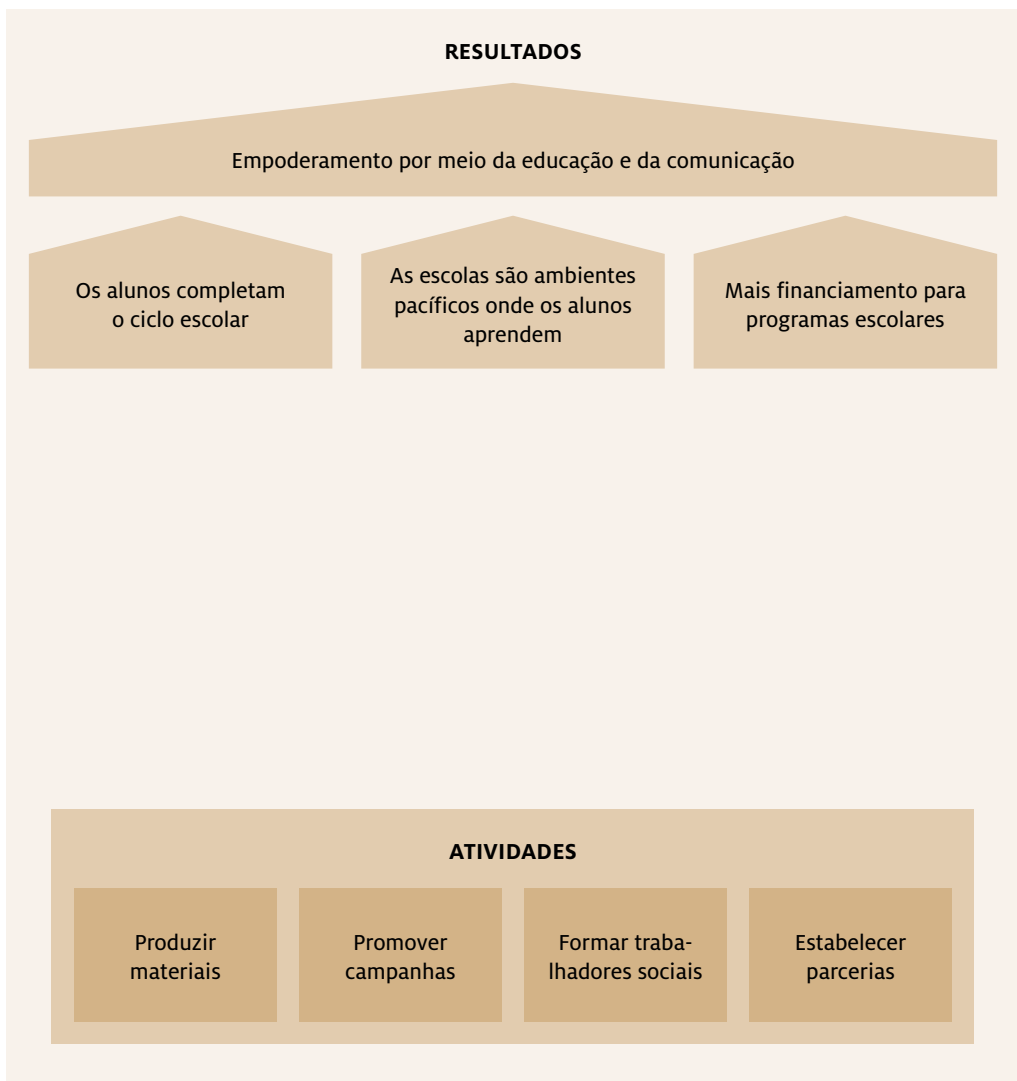 RESULTADOS
Empoderamento por meio da educação e da comunicação
Os alunos completam
o ciclo escolar
As escolas são ambientes
pacíficos onde os alunos
aprendem
Mais financiamento para
programas escolares
ATIVIDADES
Produzir
materiais
Promover
campanhas
Formar traba-
lhadores sociais
Estabelecer
parcerias